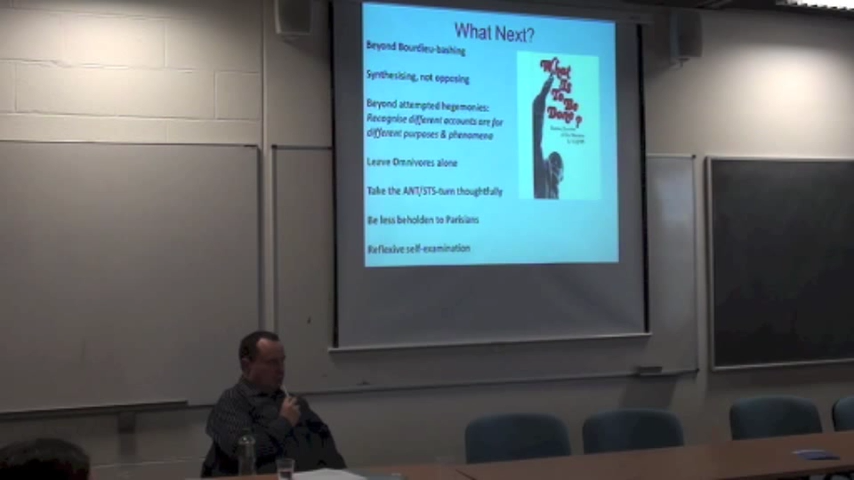 What Next?
Beyond Bourdieu-bashing
Synthesising, not opposing
Beyond attempted hegemonies:
Recognise different accounts are for
different purposes & phenomena
Leave Omnivores alone
Take the ANT/STS-turn thoughtfully
Be less beholden to Parisians
Reflexive self-examination
What
Is
To
Be
Done?